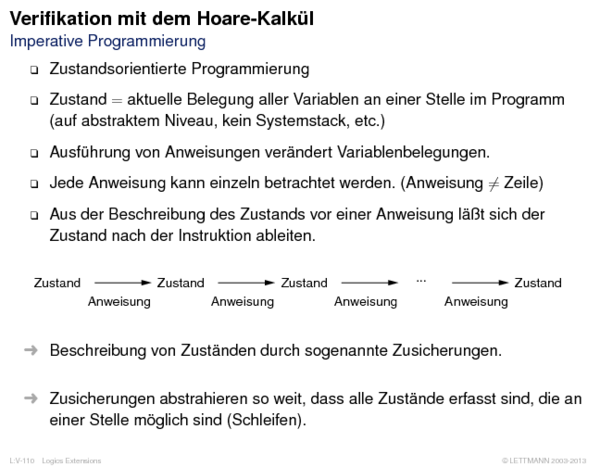 Verifikation mit dem Hoare-Kalkül
Imperative Programmierung
❑ Zustandsorientierte Programmierung
❑ Zustand = aktuelle Belegung aller Variablen an einer Stelle im Programm
(auf abstraktem Niveau, kein Systemstack, etc.)
❑ Ausführung von Anweisungen verändert Variablenbelegungen.
❑ Jede Anweisung kann einzeln betrachtet werden. (Anweisung ≠ Zeile)
❑ Aus der Beschreibung des Zustands vor einer Anweisung läßt sich der
Zustand nach der Instruktion ableiten.
Zustand Zustand Zustand ... Zustand
Anweisung Anweisung Anweisung Anweisung
➜ Beschreibung von Zuständen durch sogenannte Zusicherungen.
➜ Zusicherungen abstrahieren so weit, dass alle Zustände erfasst sind, die an
einer Stelle möglich sind (Schleifen).
L:V-110 Logics Extensions © LETTMANN 2003-2013